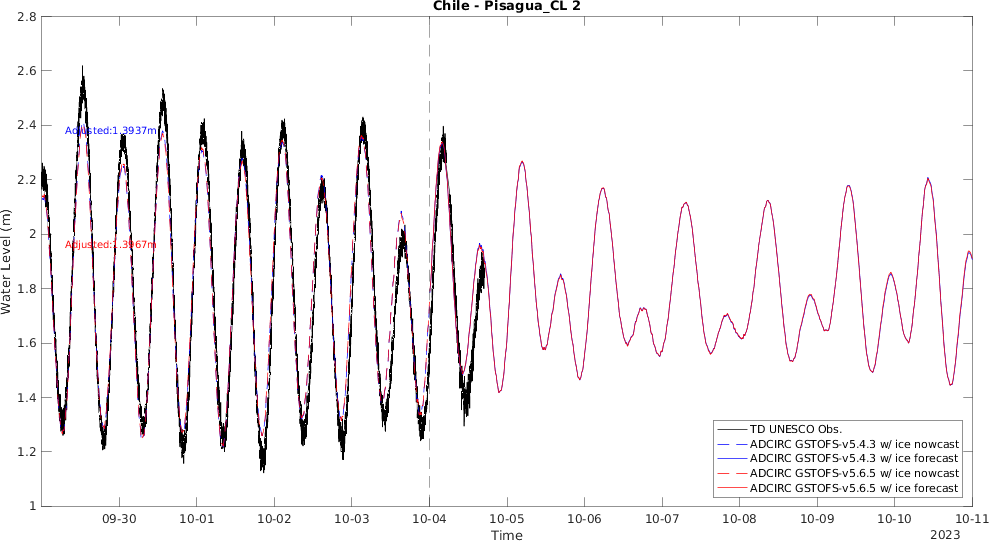 Chile - Pisagua_CL 2
2.8
2.6
2.4
2.2
2
1.8
1.6
1.4
1.2
1
Water Level (m)
Adjusted:1.3937m
Adjusted:1.3967m
TD UNESCO Obs.
ADCIRC GSTOFS-v5.4.3 w/ ice nowcast
ADCIRC GSTOFS-v5.4.3 w/ ice forecast
ADCIRC GSTOFS-v5.6.5 w/ ice nowcast
ADCIRC GSTOFS-v5.6.5 w/ ice forecast
09-30 10-01 10-02 10-03 10-04 10-05 10-06 10-07 10-08 10-09 10-10 10-11
Time
2023